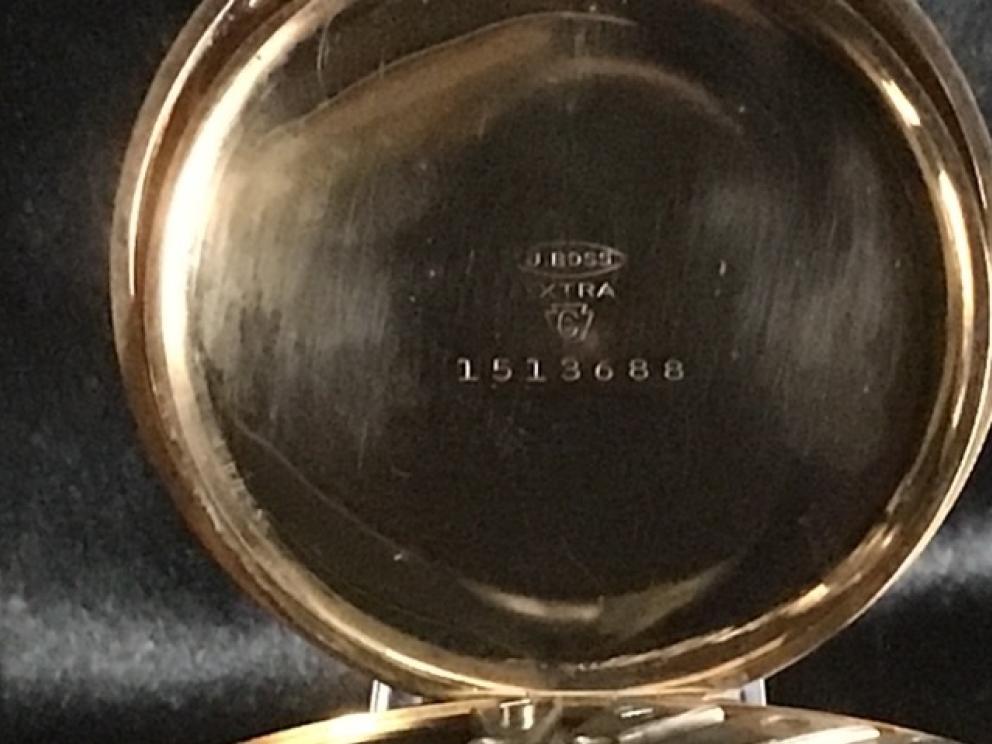 J.BOSS
EXTRA
C
1513688